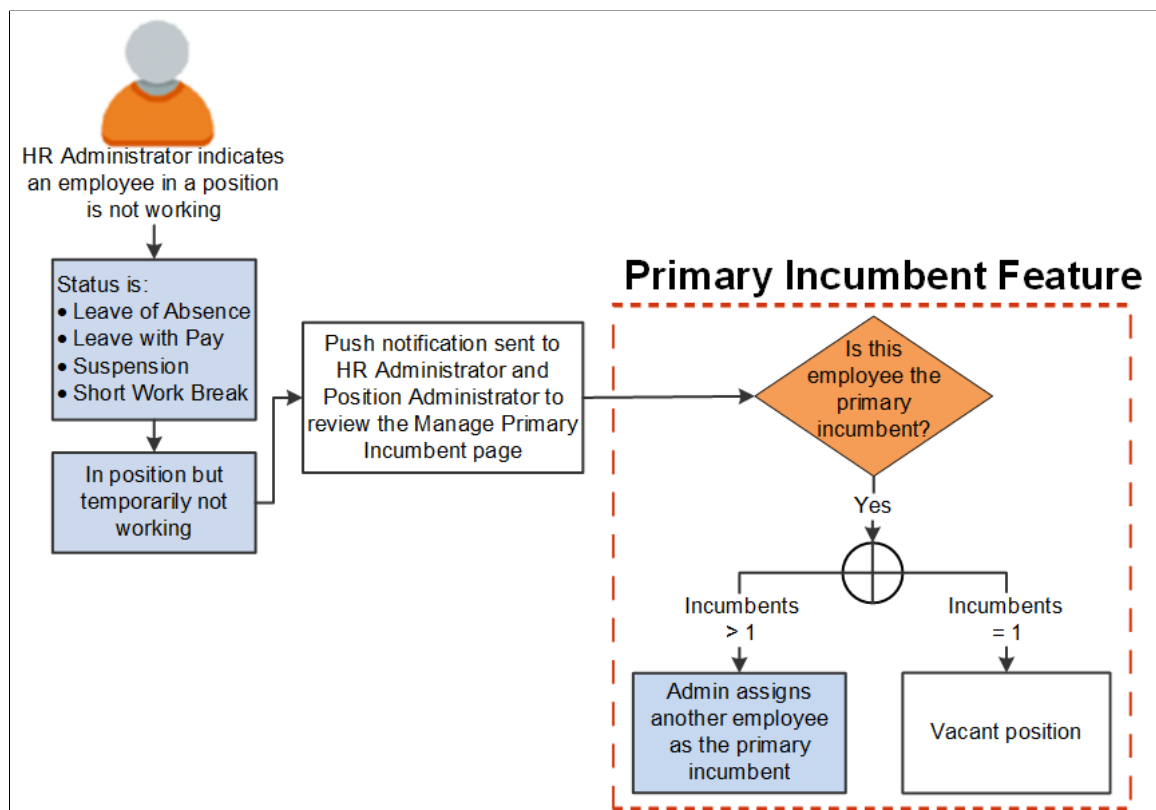 HR Administrator indicates
an employee in a position
is not working
Status is:
• Leave of Absence
• Leave with Pay
• Suspension
• Short Work Break
In position but
temporarily not
working
Push notification sent to
HR Administrator and
Position Administrator to
review the Manage Primary
Incumbent page
Primary Incumbent Feature
Is this
employee the
primary
incumbent?
Yes
Incumbents
> 1
Incumbents
= 1
Admin assigns
another employee
as the primary
incumbent
Vacant position